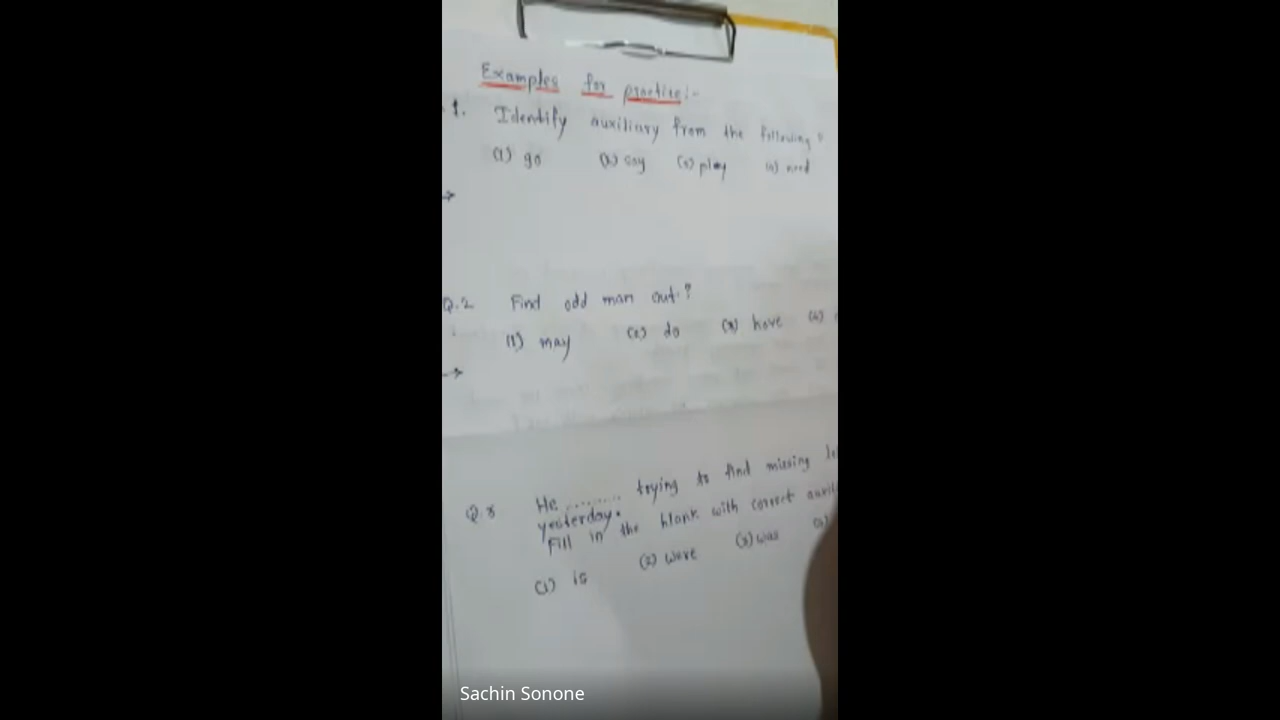 Examples for practice:-
1. Identify auxiliary from the following
(1) go (2) say (3) play (4) need
Q.2 Find odd man out.?
(1) may (2) do (3) have (4)
Q.3 He ......... trying to find missing
yesterday.
Fill in the blank with correct
(1) is (2) were (3) was
Sachin Sonone